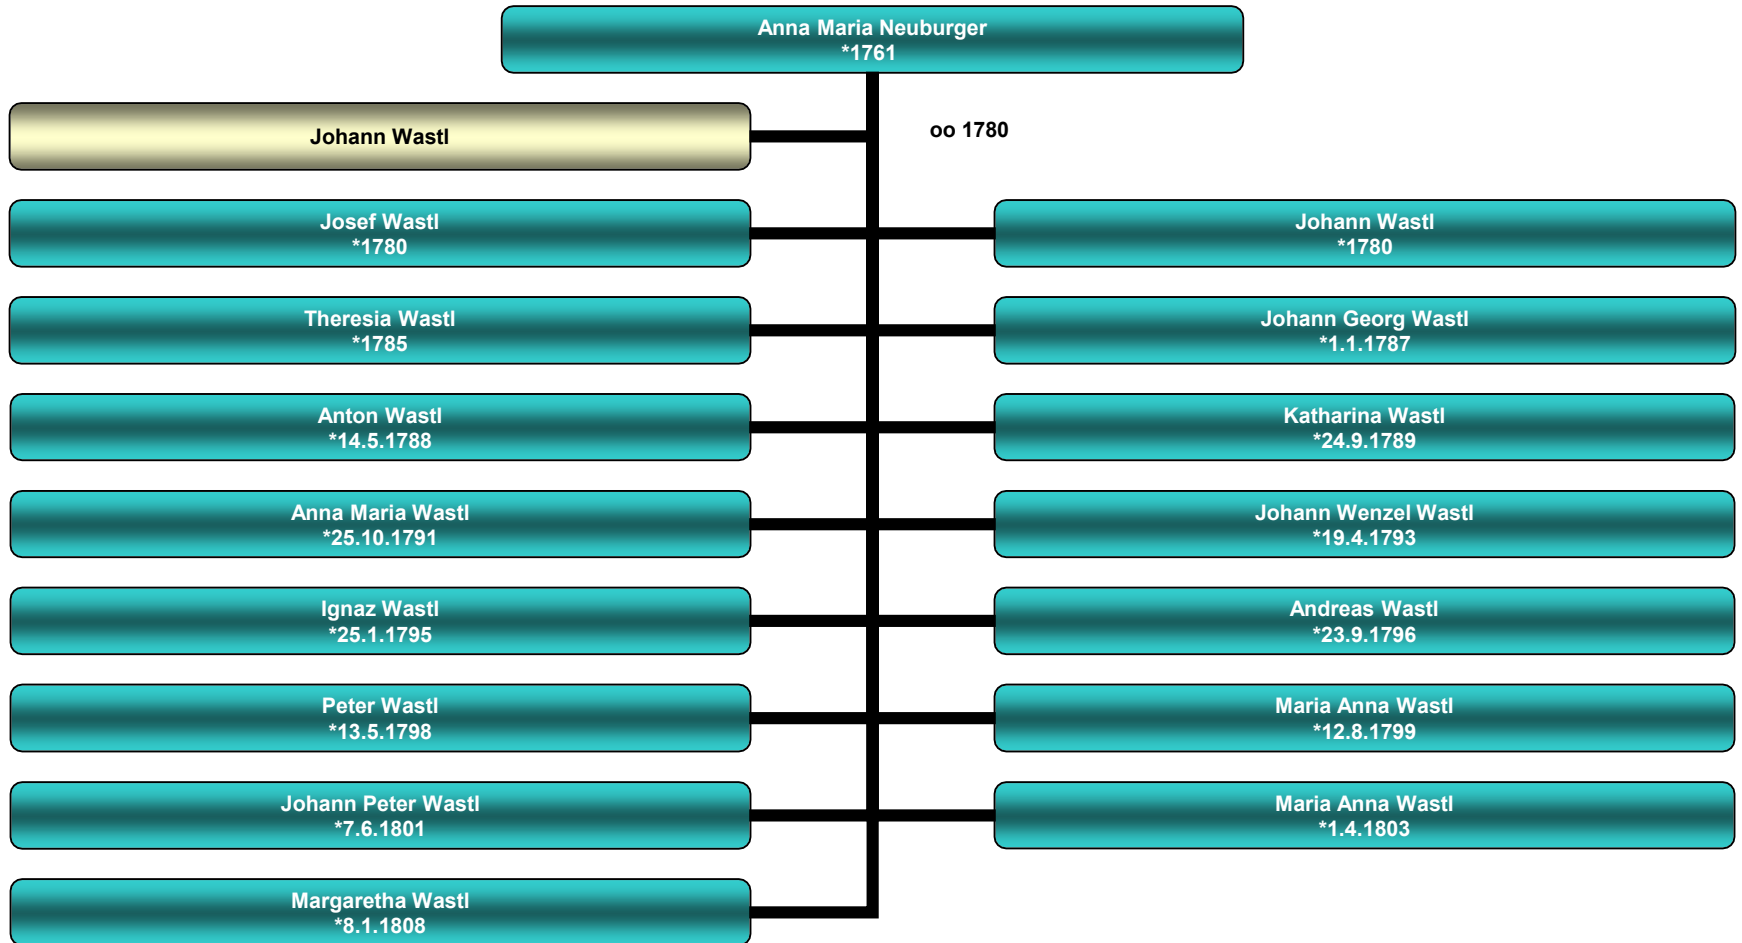 Anna Maria Neuburger
*1761
Johann Wastl
oo 1780
Josef Wastl
*1780
Johann Wastl
*1780
Theresia Wastl
*1785
Johann Georg Wastl
*1.1.1787
Anton Wastl
*14.5.1788
Katharina Wastl
*24.9.1789
Anna Maria Wastl
*25.10.1791
Johann Wenzel Wastl
*19.4.1793
Ignaz Wastl
*25.1.1795
Andreas Wastl
*23.9.1796
Peter Wastl
*13.5.1798
Maria Anna Wastl
*12.8.1799
Johann Peter Wastl
*7.6.1801
Maria Anna Wastl
*1.4.1803
Margaretha Wastl
*8.1.1808